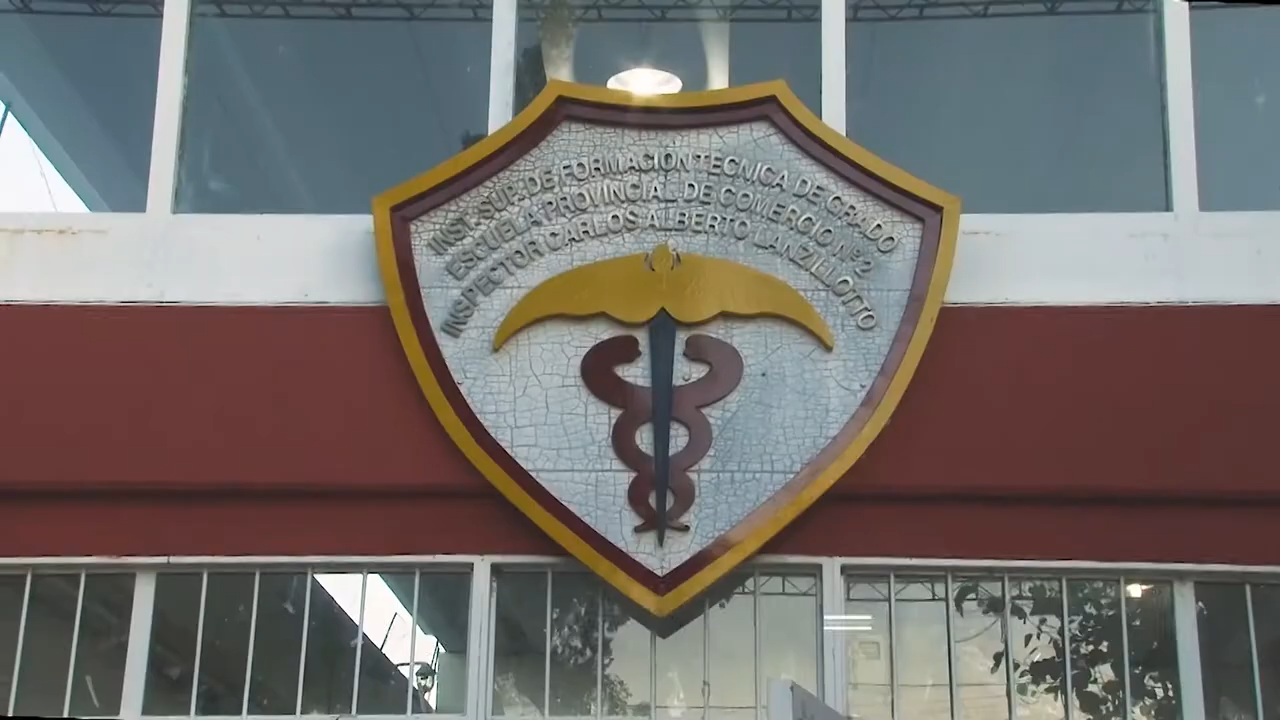 INST.SUP.DE FORMACION TECNICA DE GRADO
ESCUELA PROVINCIAL DE COMERCIO Nº2
INSPECTOR CARLOS ALBERTO LANZILLOTTO